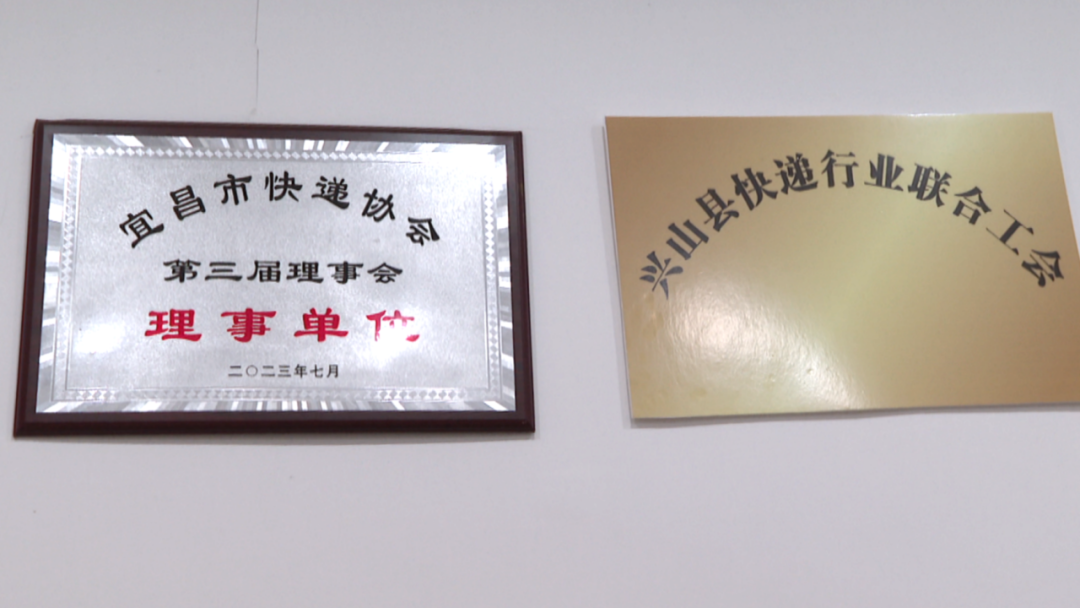 宜昌市快递协会
第三届理事会
理事单位
二〇二三年七月
兴山县快递行业联合工会